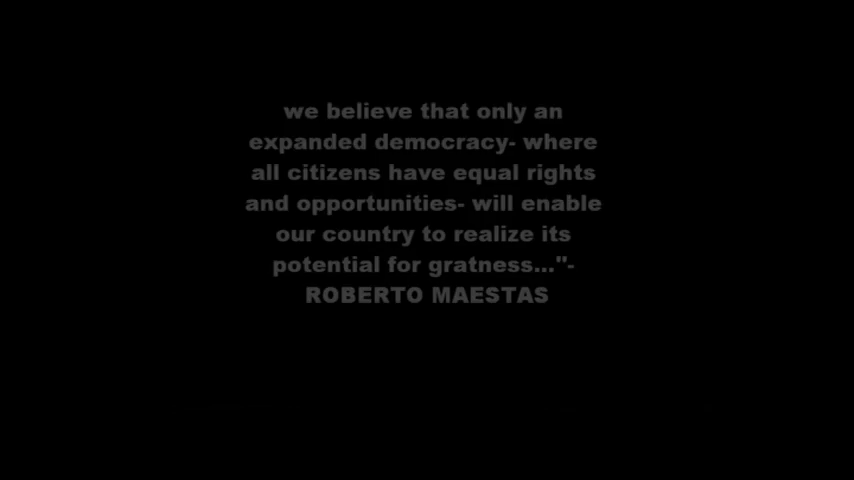 we believe that only an
expanded democracy- where
all citizens have equal rights
and opportunities- will enable
our country to realize its
potential for gratness..."-
ROBERTO MAESTAS